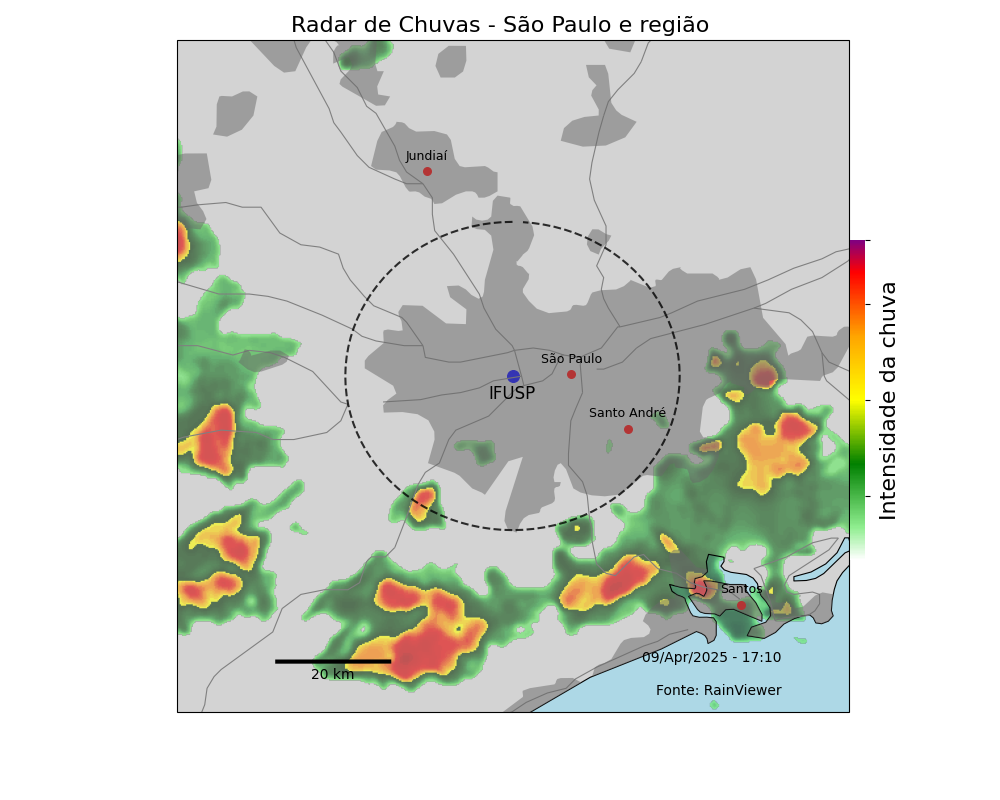 Radar de Chuvas - São Paulo e região
Jundiaí
São Paulo
IFUSP
Santo André
Intensidade da chuva
Santos
09/Apr/2025 - 17:10
20 km
Fonte: RainViewer